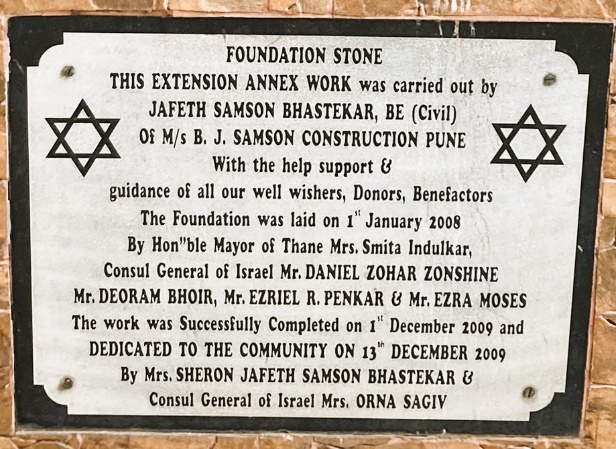 FOUNDATION STONE
THIS EXTENSION ANNEX WORK was carried out by
JAFETH SAMSON BHASTEKAR, BE (Civil)
Of M/s B. J. SAMSON CONSTRUCTION PUNE
With the help support &
guidance of all our well wishers, Donors, Benefactors
The Foundation was laid on 1st January 2008
By Hon"ble Mayor of Thane Mrs. Smita Indulkar,
Consul General of Israel Mr. DANIEL ZOHAR ZONSHINE
Mr. DEORAM BHOIR, Mr. EZRIEL R. PENKAR & Mr. EZRA MOSES
The work was Successfully Completed on 1st December 2009 and
DEDICATED TO THE COMMUNITY ON 13th DECEMBER 2009
By Mrs. SHERON JAFETH SAMSON BHASTEKAR &
Consul General of Israel Mrs. ORNA SAGIV